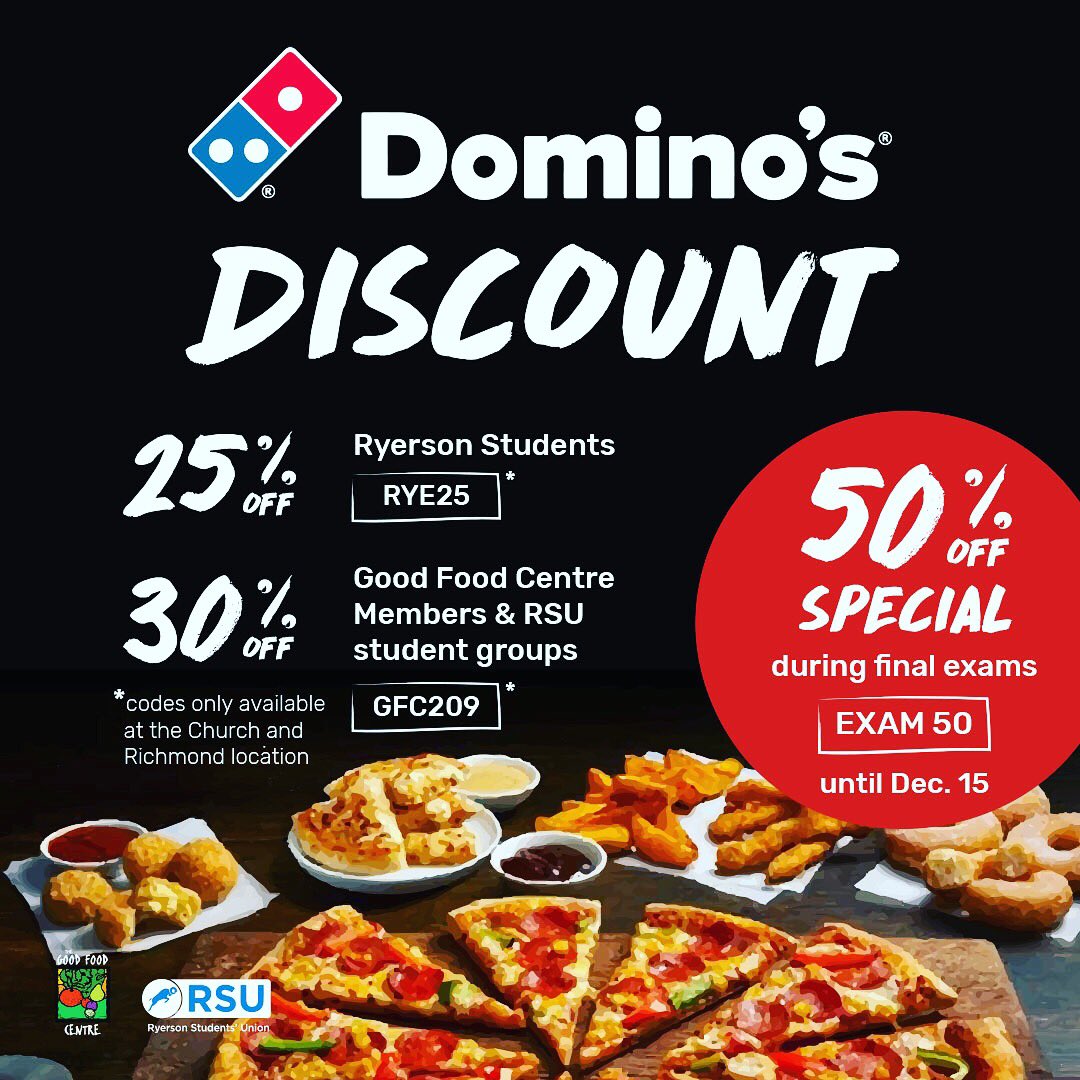 Domino's®
®
DISCOUNT
25% OFF
Ryerson Students
RYE25*
30% OFF
Good Food Centre
Members & RSU
student groups
GFC209*
*codes only available
at the Church and
Richmond location
50% OFF
SPECIAL
during final exams
EXAM 50
until Dec. 15
GOOD FOOD
CENTRE
RSU
Ryerson Students' Union